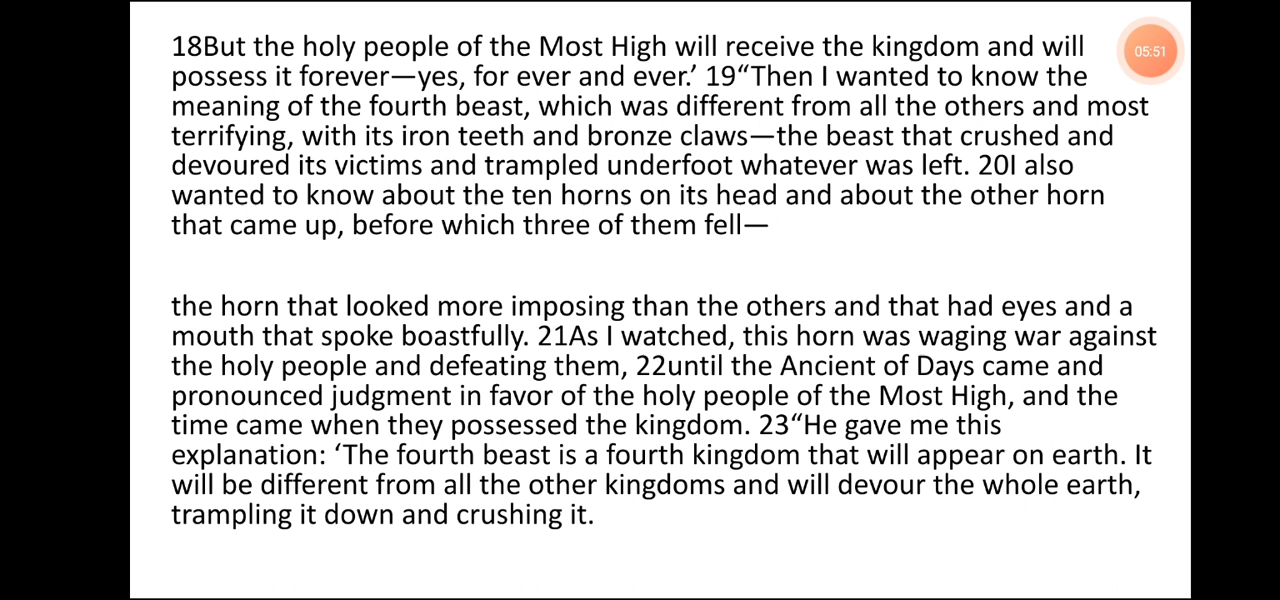 18But the holy people of the Most High will receive the kingdom and will
possess it forever—yes, for ever and ever.’ 19“Then I wanted to know the
meaning of the fourth beast, which was different from all the others and most
terrifying, with its iron teeth and bronze claws—the beast that crushed and
devoured its victims and trampled underfoot whatever was left. 20I also
wanted to know about the ten horns on its head and about the other horn
that came up, before which three of them fell—
the horn that looked more imposing than the others and that had eyes and a
mouth that spoke boastfully. 21As I watched, this horn was waging war against
the holy people and defeating them, 22until the Ancient of Days came and
pronounced judgment in favor of the holy people of the Most High, and the
time came when they possessed the kingdom. 23“He gave me this
explanation: ‘The fourth beast is a fourth kingdom that will appear on earth. It
will be different from all the other kingdoms and will devour the whole earth,
trampling it down and crushing it.
05:51